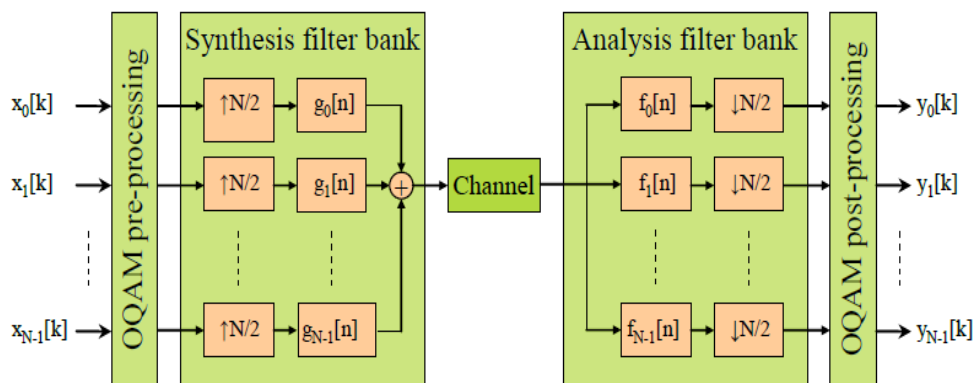 Synthesis filter bank
Analysis filter bank
OQAM pre-processing
OQAM post-processing
x0[k]
↑N/2
g0[n]
f0[n]
↓N/2
y0[k]
x1[k]
↑N/2
g1[n]
+
Channel
f1[n]
↓N/2
y1[k]
xN-1[k]
↑N/2
gN-1[n]
fN-1[n]
↓N/2
yN-1[k]